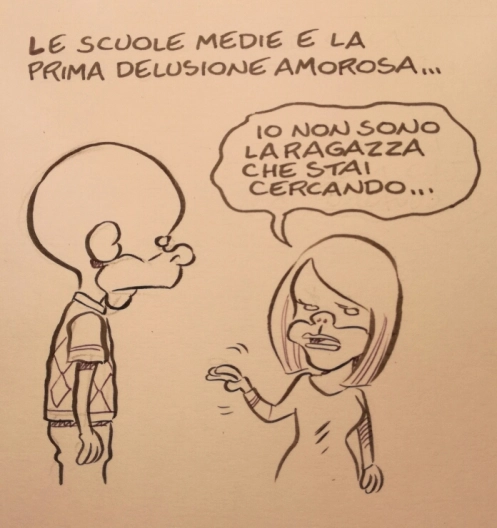 LE SCUOLE MEDIE E LA
PRIMA DELUSIONE AMOROSA...
IO NON SONO
LA RAGAZZA
CHE STAI
CERCANDO...